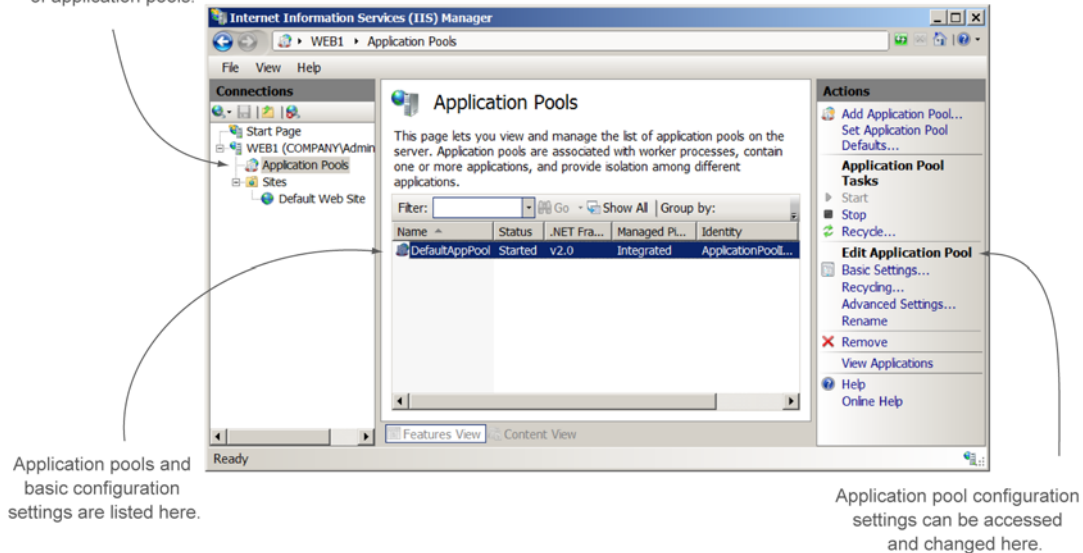 of application pools.
Internet Information Services (IIS) Manager
WEB1 Application Pools
File View Help
Connections
Start Page
WEB1 (COMPANY\Admin
Application Pools
Sites
Default Web Site
Application Pools
This page lets you view and manage the list of application pools on the
server. Application pools are associated with worker processes, contain
one or more applications, and provide isolation among different
applications.
Filter: Go Show All Group by:
Name Status .NET Fra... Managed Pi... Identity
DefaultAppPool Started v2.0 Integrated ApplicationPoolI...
Features View Content View
Actions
Add Application Pool...
Set Application Pool
Defaults...
Application Pool
Tasks
Start
Stop
Recycle...
Edit Application Pool
Basic Settings...
Recycling...
Advanced Settings...
Rename
Remove
View Applications
Help
Online Help
Ready
Application pools and
basic configuration
settings are listed here.
Application pool configuration
settings can be accessed
and changed here.